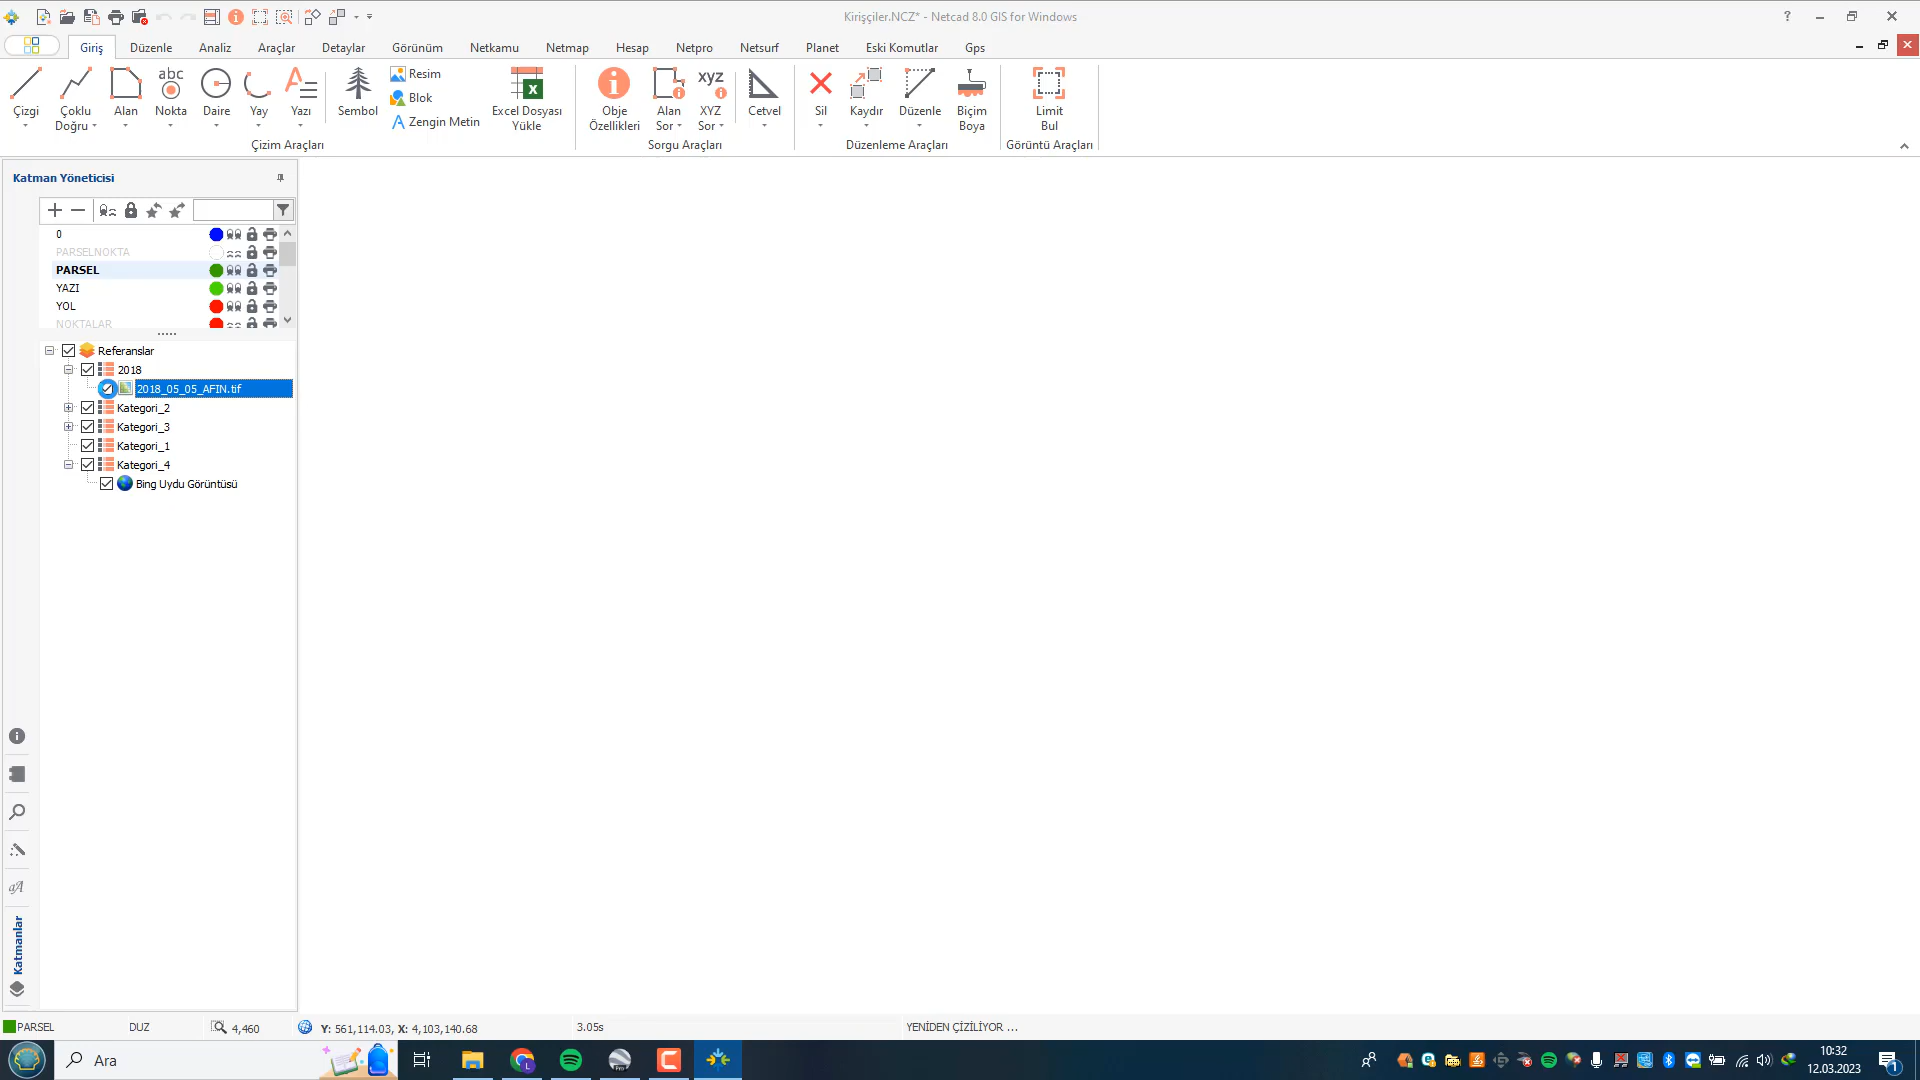 Kirişçiler.NCZ* - Netcad 8.0 GIS for Windows
Giriş Düzenle Analiz Araçlar Detaylar Görünüm Netkamu Netmap Hesap Netpro Netsurf Planet Eski Komutlar Gps
Çizgi Çoklu Doğru Alan abc Nokta Daire Yay Yazı Sembol
Resim
Blok
Zengin Metin
Excel Dosyası Yükle
Obje Özellikleri
Alan Sor
XYZ XYZ Sor
Cetvel
Sil
Kaydır
Düzenle
Biçim Boya
Limit Bul
Çizim Araçları Sorgu Araçları Düzenleme Araçları Görüntü Araçları
Katman Yöneticisi
0
PARSELNOKTA
PARSEL
YAZI
YOL
NOKTALAR
Referanslar
2018
2018_05_05_AFIN.tif
Kategori_2
Kategori_3
Kategori_1
Kategori_4
Bing Uydu Görüntüsü
aA
Katmanlar
PARSEL DUZ 4,460 Y: 561,114.03, X: 4,103,140.68 3.05s YENİDEN ÇİZİLİYOR ...
Ara
10:32
12.03.2023
1